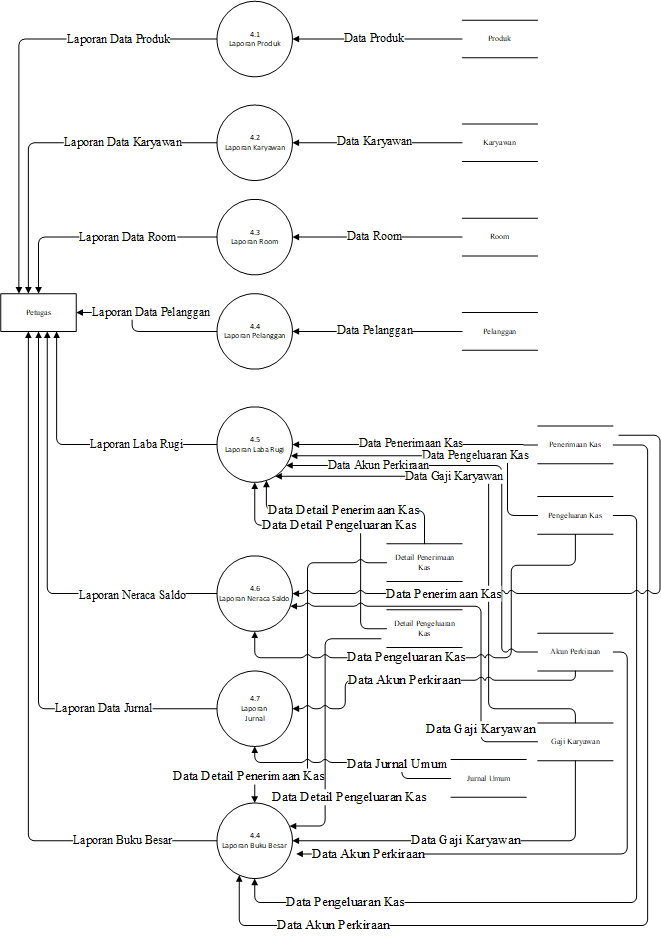 4.1
Laporan Produk
Laporan Data Produk
Data Produk
Produk
4.2
Laporan Karyawan
Laporan Data Karyawan
Data Karyawan
Karyawan
4.3
Laporan Room
Laporan Data Room
Data Room
Room
Petugas
Laporan Data Pelanggan
4.4
Laporan Pelanggan
Data Pelanggan
Pelanggan
4.5
Laporan Laba Rugi
Laporan Laba Rugi
Data Penerimaan Kas
Penerimaan Kas
Data Pengeluaran Kas
Data Akun Perkiraan
Data Gaji Karyawan
Data Detail Penerimaan Kas
Pengeluaran Kas
Data Detail Pengeluaran Kas
Detail Penerimaan
Kas
4.6
Laporan Neraca Saldo
Laporan Neraca Saldo
Data Penerimaan Kas
Detail Pengeluaran
Kas
Data Pengeluaran Kas
Akun Perkiraan
Data Akun Perkiraan
4.7
Laporan
Jurnal
Laporan Data Jurnal
Data Gaji Karyawan
Gaji Karyawan
Data Jurnal Umum
Data Detail Penerimaan Kas
Jurnal Umum
Data Detail Pengeluaran Kas
4.4
Laporan Buku Besar
Laporan Buku Besar
Data Gaji Karyawan
Data Akun Perkiraan
Data Pengeluaran Kas
Data Akun Perkiraan